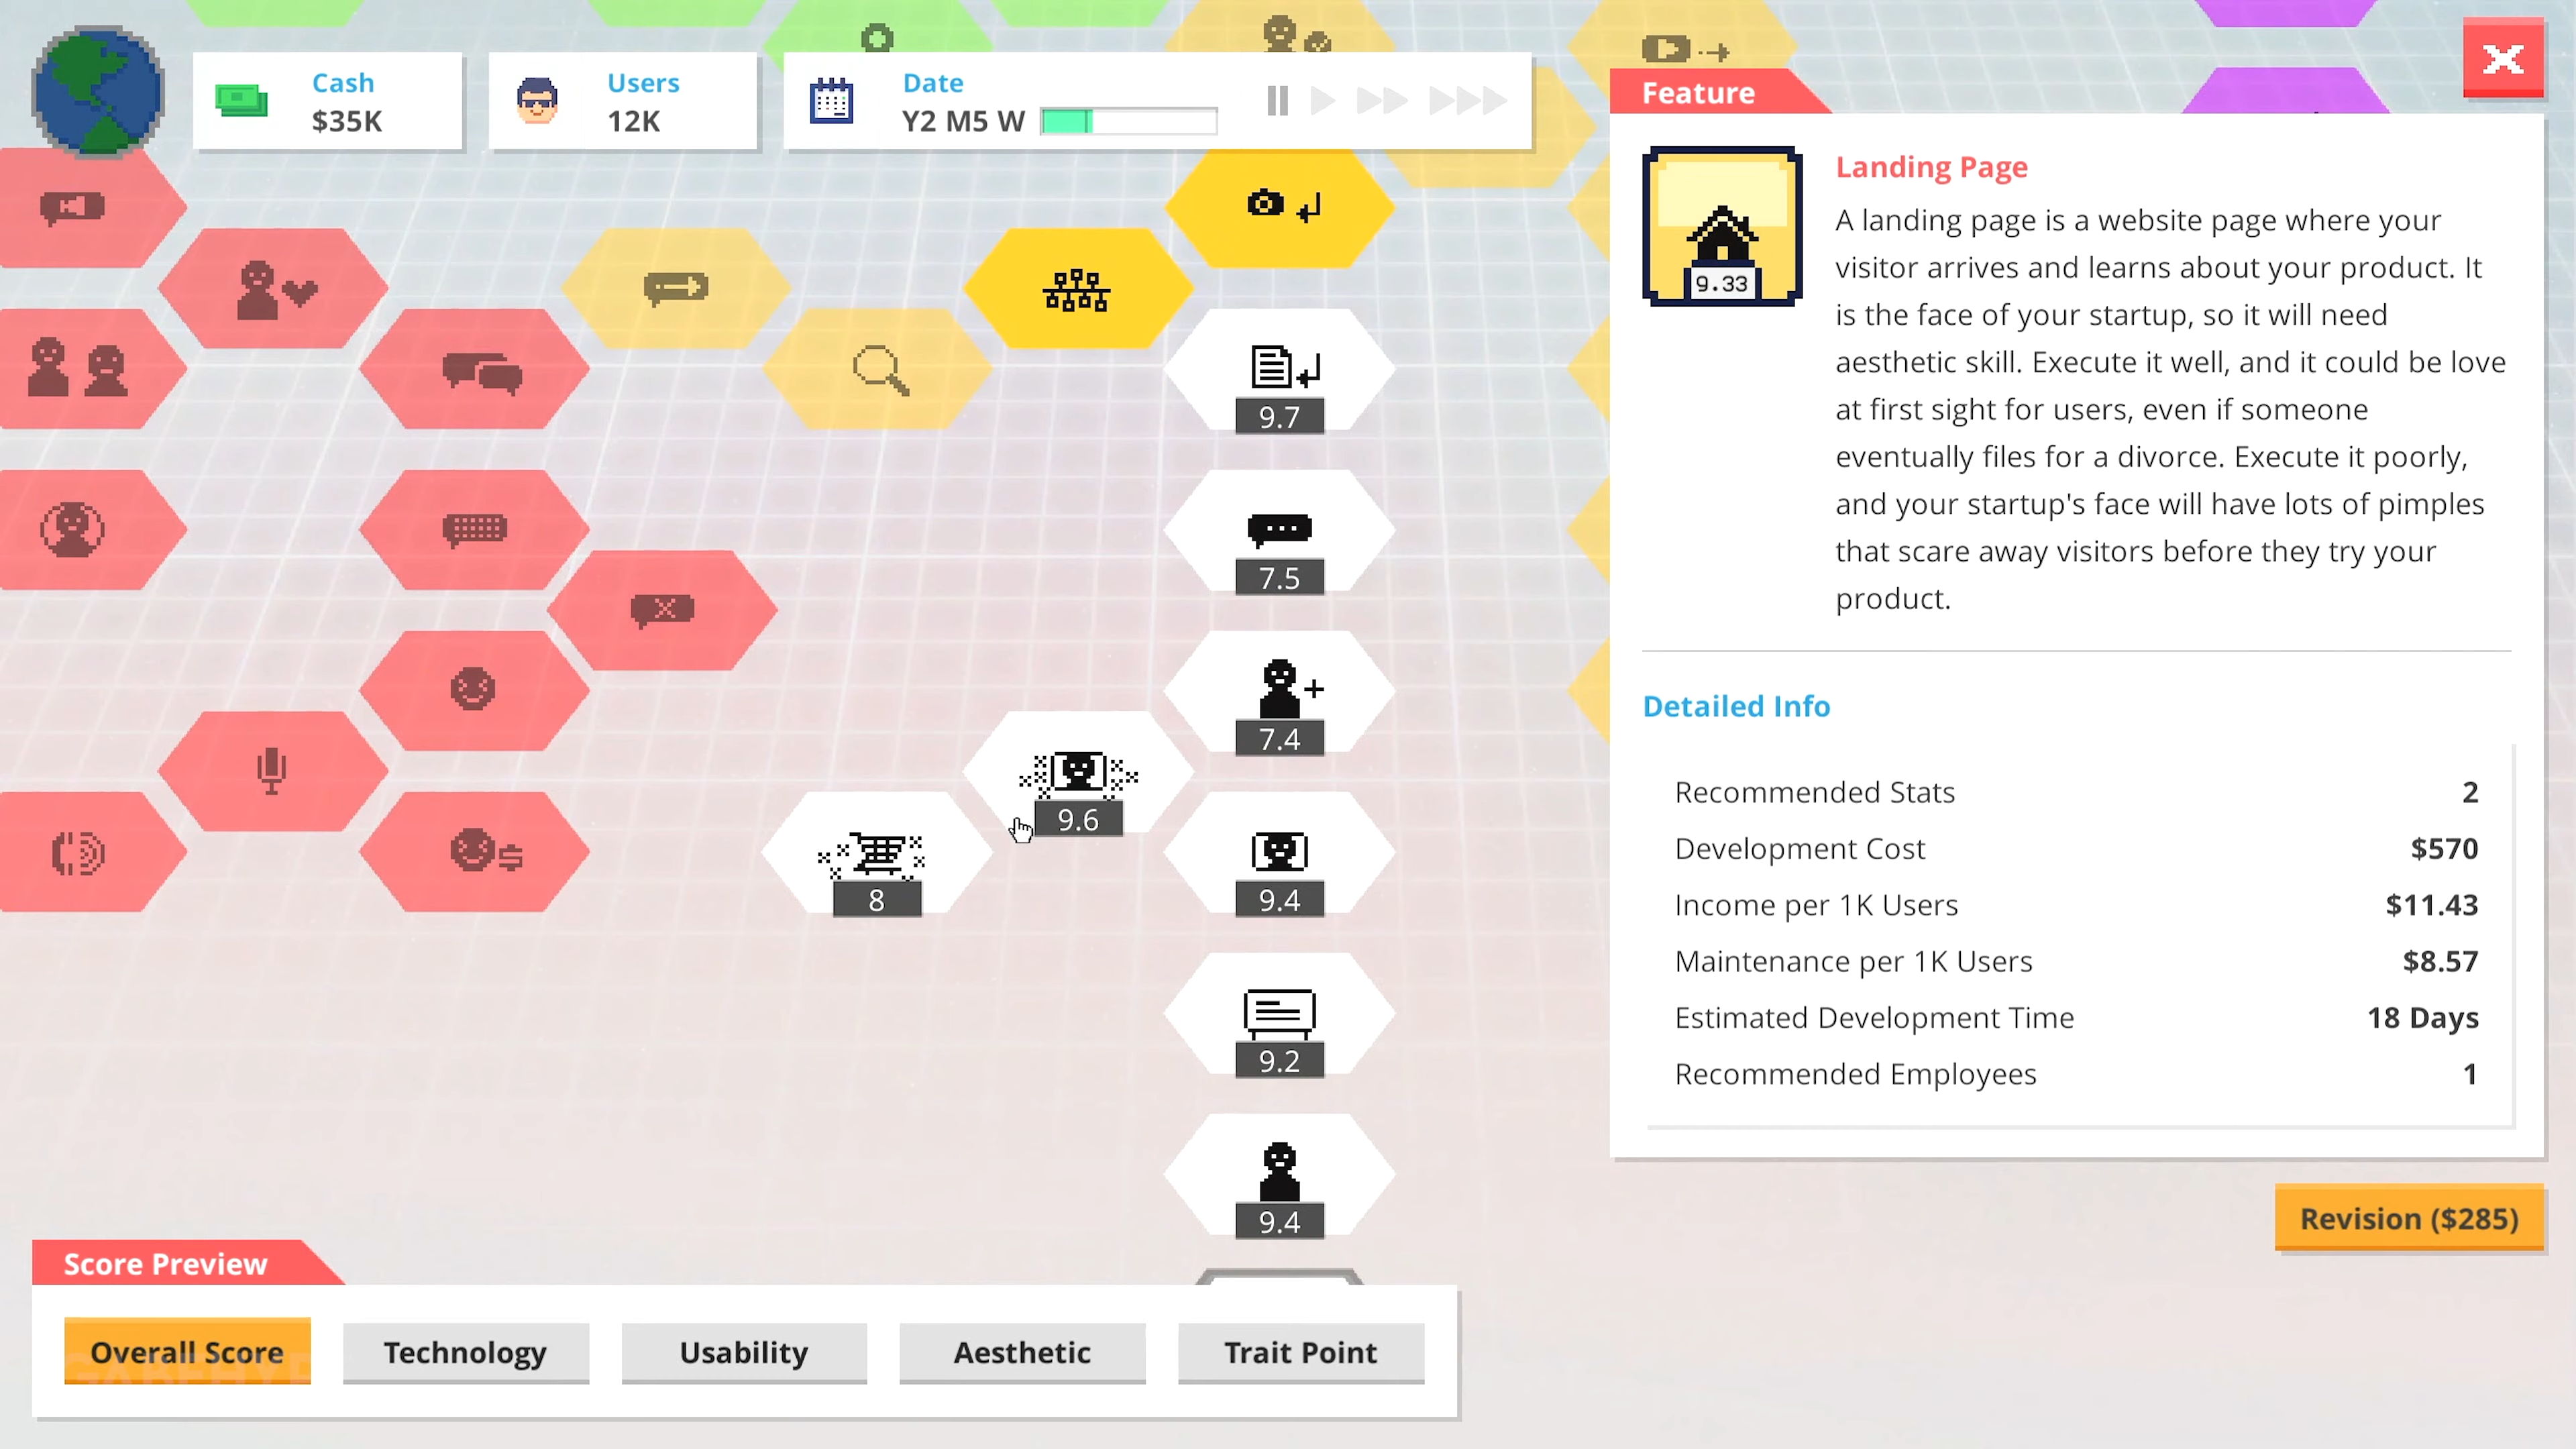 Cash
$35K
Users
12K
Date
Y2 M5 W
Feature
Landing Page
A landing page is a website page where your
visitor arrives and learns about your product. It
is the face of your startup, so it will need
aesthetic skill. Execute it well, and it could be love
at first sight for users, even if someone
eventually files for a divorce. Execute it poorly,
and your startup's face will have lots of pimples
that scare away visitors before they try your
product.
9.33
Detailed Info
Recommended Stats 2
Development Cost $570
Income per 1K Users $11.43
Maintenance per 1K Users $8.57
Estimated Development Time 18 Days
Recommended Employees 1
Revision ($285)
9.7
7.5
7.4
9.6
8
9.4
9.2
9.4
Score Preview
Overall Score
Technology
Usability
Aesthetic
Trait Point